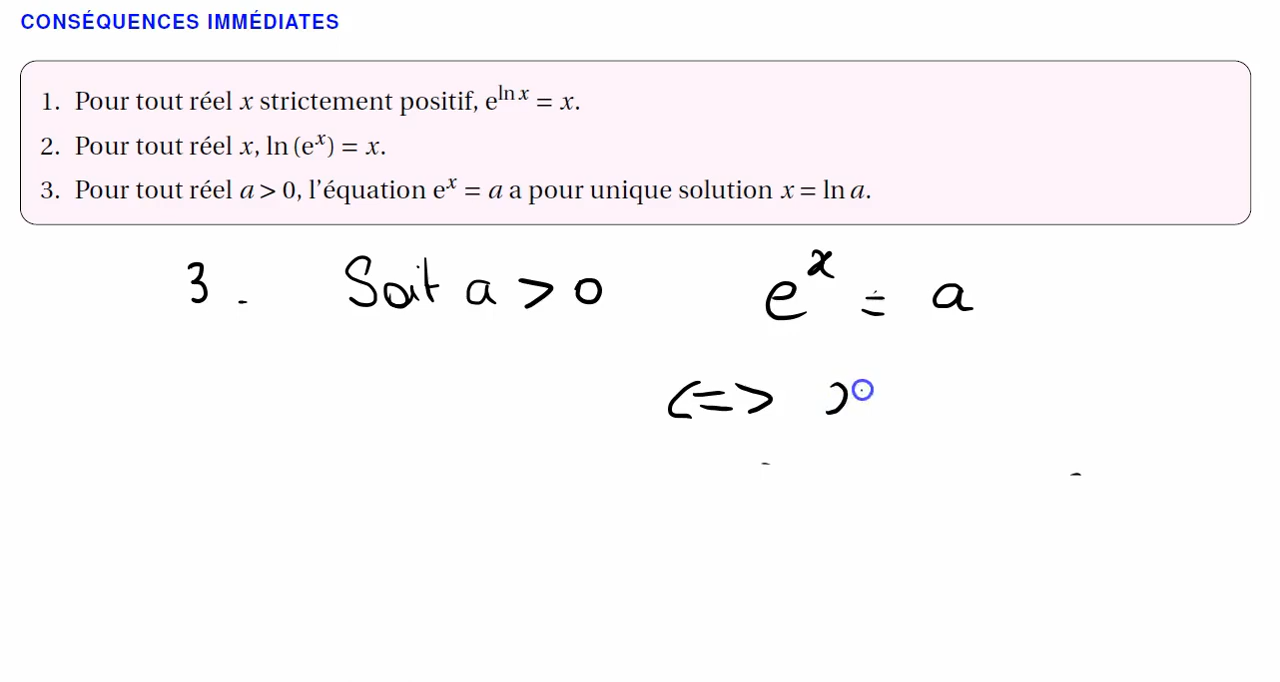 CONSÉQUENCES IMMÉDIATES
1. Pour tout réel x strictement positif, e^{ln x} = x.
2. Pour tout réel x, ln (e^x) = x.
3. Pour tout réel a > 0, l'équation e^x = a a pour unique solution x = ln a.
3. Soit a > 0 e^x = a
<=>